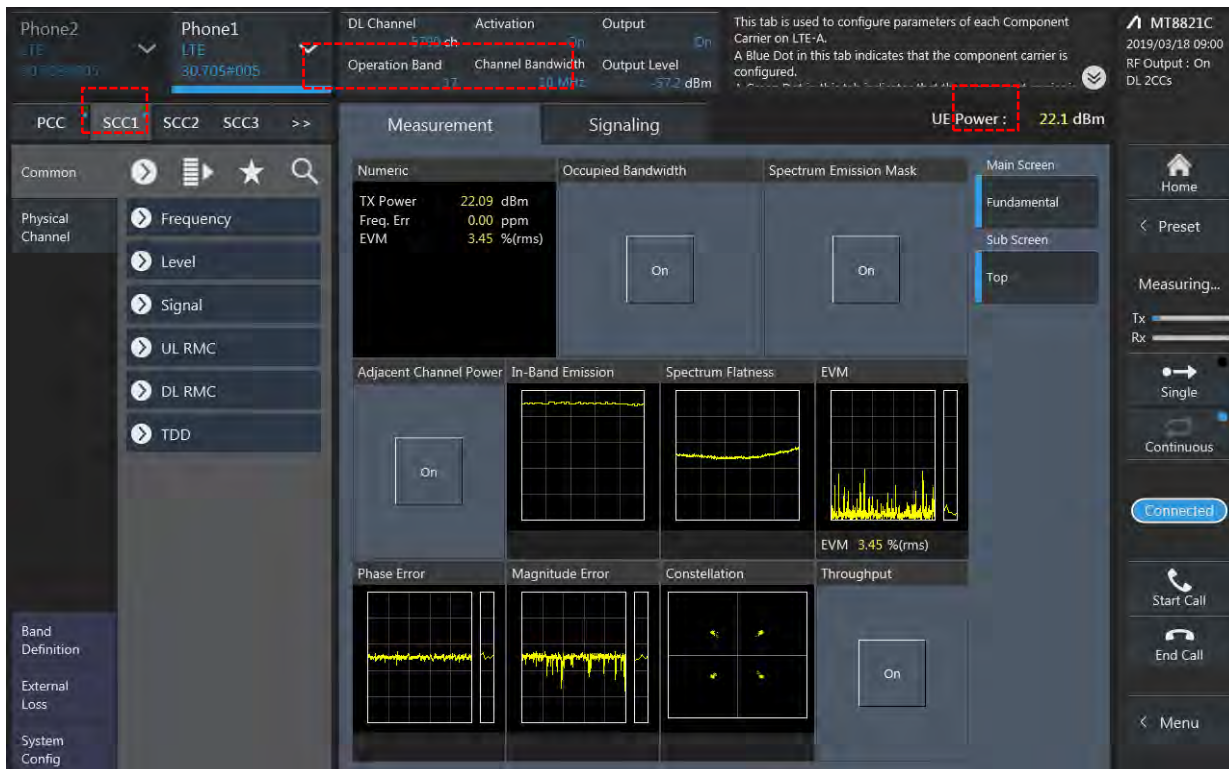 Phone2
LTE
Phone1
LTE
30.705#005
DL Channel Activation Output
5790 ch On On
Operation Band Channel Bandwidth Output Level
17 10 MHz -57.2 dBm
This tab is used to configure parameters of each Component
Carrier on LTE-A.
A Blue Dot in this tab indicates that the component carrier is
configured.
MT8821C
2019/03/18 09:00
RF Output : On
DL 2CCs
PCC SCC1 SCC2 SCC3 >>
Measurement Signaling
UE Power : 22.1 dBm
Common
Physical
Channel
Frequency
Level
Signal
UL RMC
DL RMC
TDD
Band
Definition
External
Loss
System
Config
Numeric
TX Power 22.09 dBm
Freq. Err 0.00 ppm
EVM 3.45 %(rms)
Occupied Bandwidth
On
Spectrum Emission Mask
On
Main Screen
Fundamental
Sub Screen
Top
Adjacent Channel Power
On
In-Band Emission
Spectrum Flatness
EVM
EVM 3.45 %(rms)
Phase Error
Magnitude Error
Constellation
Throughput
On
Home
< Preset
Measuring...
Tx
Rx
Single
Continuous
Connected
Start Call
End Call
< Menu